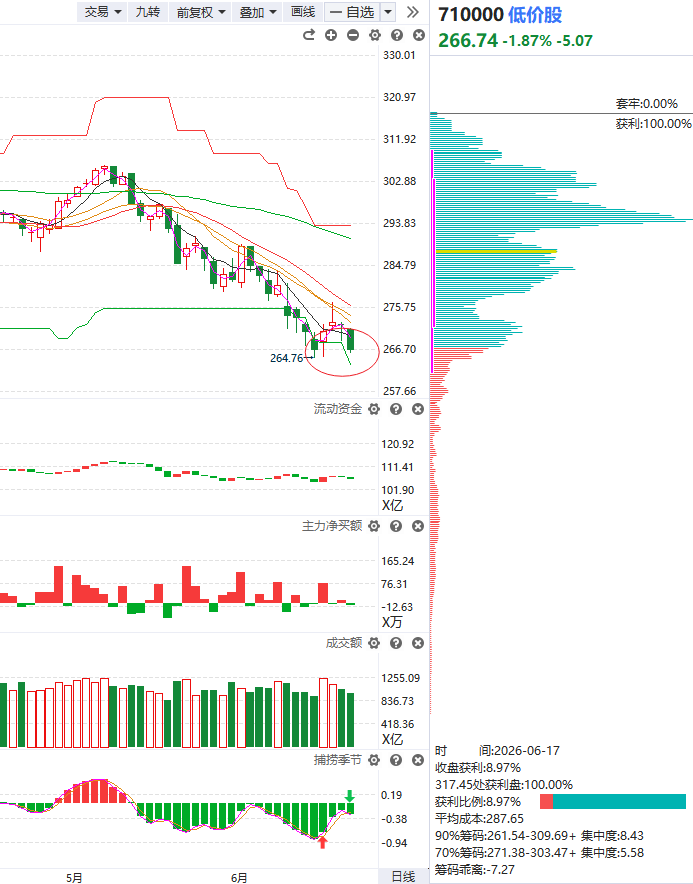 交易 九转 前复权 叠加 画线 一 自选
710000 低价股
266.74 -1.87% -5.07
330.01
320.97
311.92
302.88
293.83
284.79
275.75
266.70
257.66
264.76
套牢:0.00%
获利:100.00%
流动资金
120.92
111.41
101.90
X亿
主力净买额
165.24
76.31
-12.63
X万
成交额
1255.09
836.73
418.36
X亿
捕捞季节
0.19
-0.38
-0.94
5月 6月 日线
时 间:2026-06-17
收盘获利:8.97%
317.45处获利盘:100.00%
获利比例:8.97%
平均成本:287.65
90%筹码:261.54-309.69+ 集中度:8.43
70%筹码:271.38-303.47+ 集中度:5.58
筹码乖离:-7.27